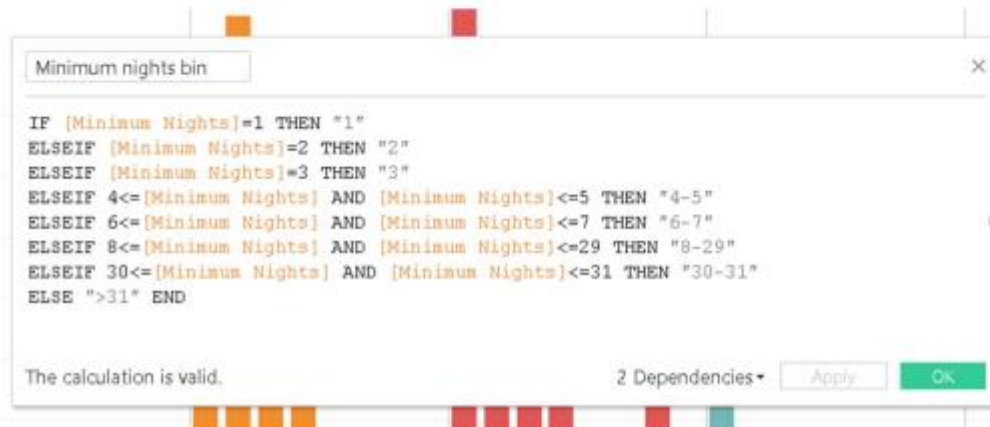 Minimum nights bin
IF [Minimum Nights]=1 THEN "1"
ELSEIF [Minimum Nights]=2 THEN "2"
ELSEIF [Minimum Nights]=3 THEN "3"
ELSEIF 4<=[Minimum Nights] AND [Minimum Nights]<=5 THEN "4-5"
ELSEIF 6<=[Minimum Nights] AND [Minimum Nights]<=7 THEN "6-7"
ELSEIF 8<=[Minimum Nights] AND [Minimum Nights]<=29 THEN "8-29"
ELSEIF 30<=[Minimum Nights] AND [Minimum Nights]<=31 THEN "30-31"
ELSE ">31" END
The calculation is valid. 2 Dependencies Apply OK